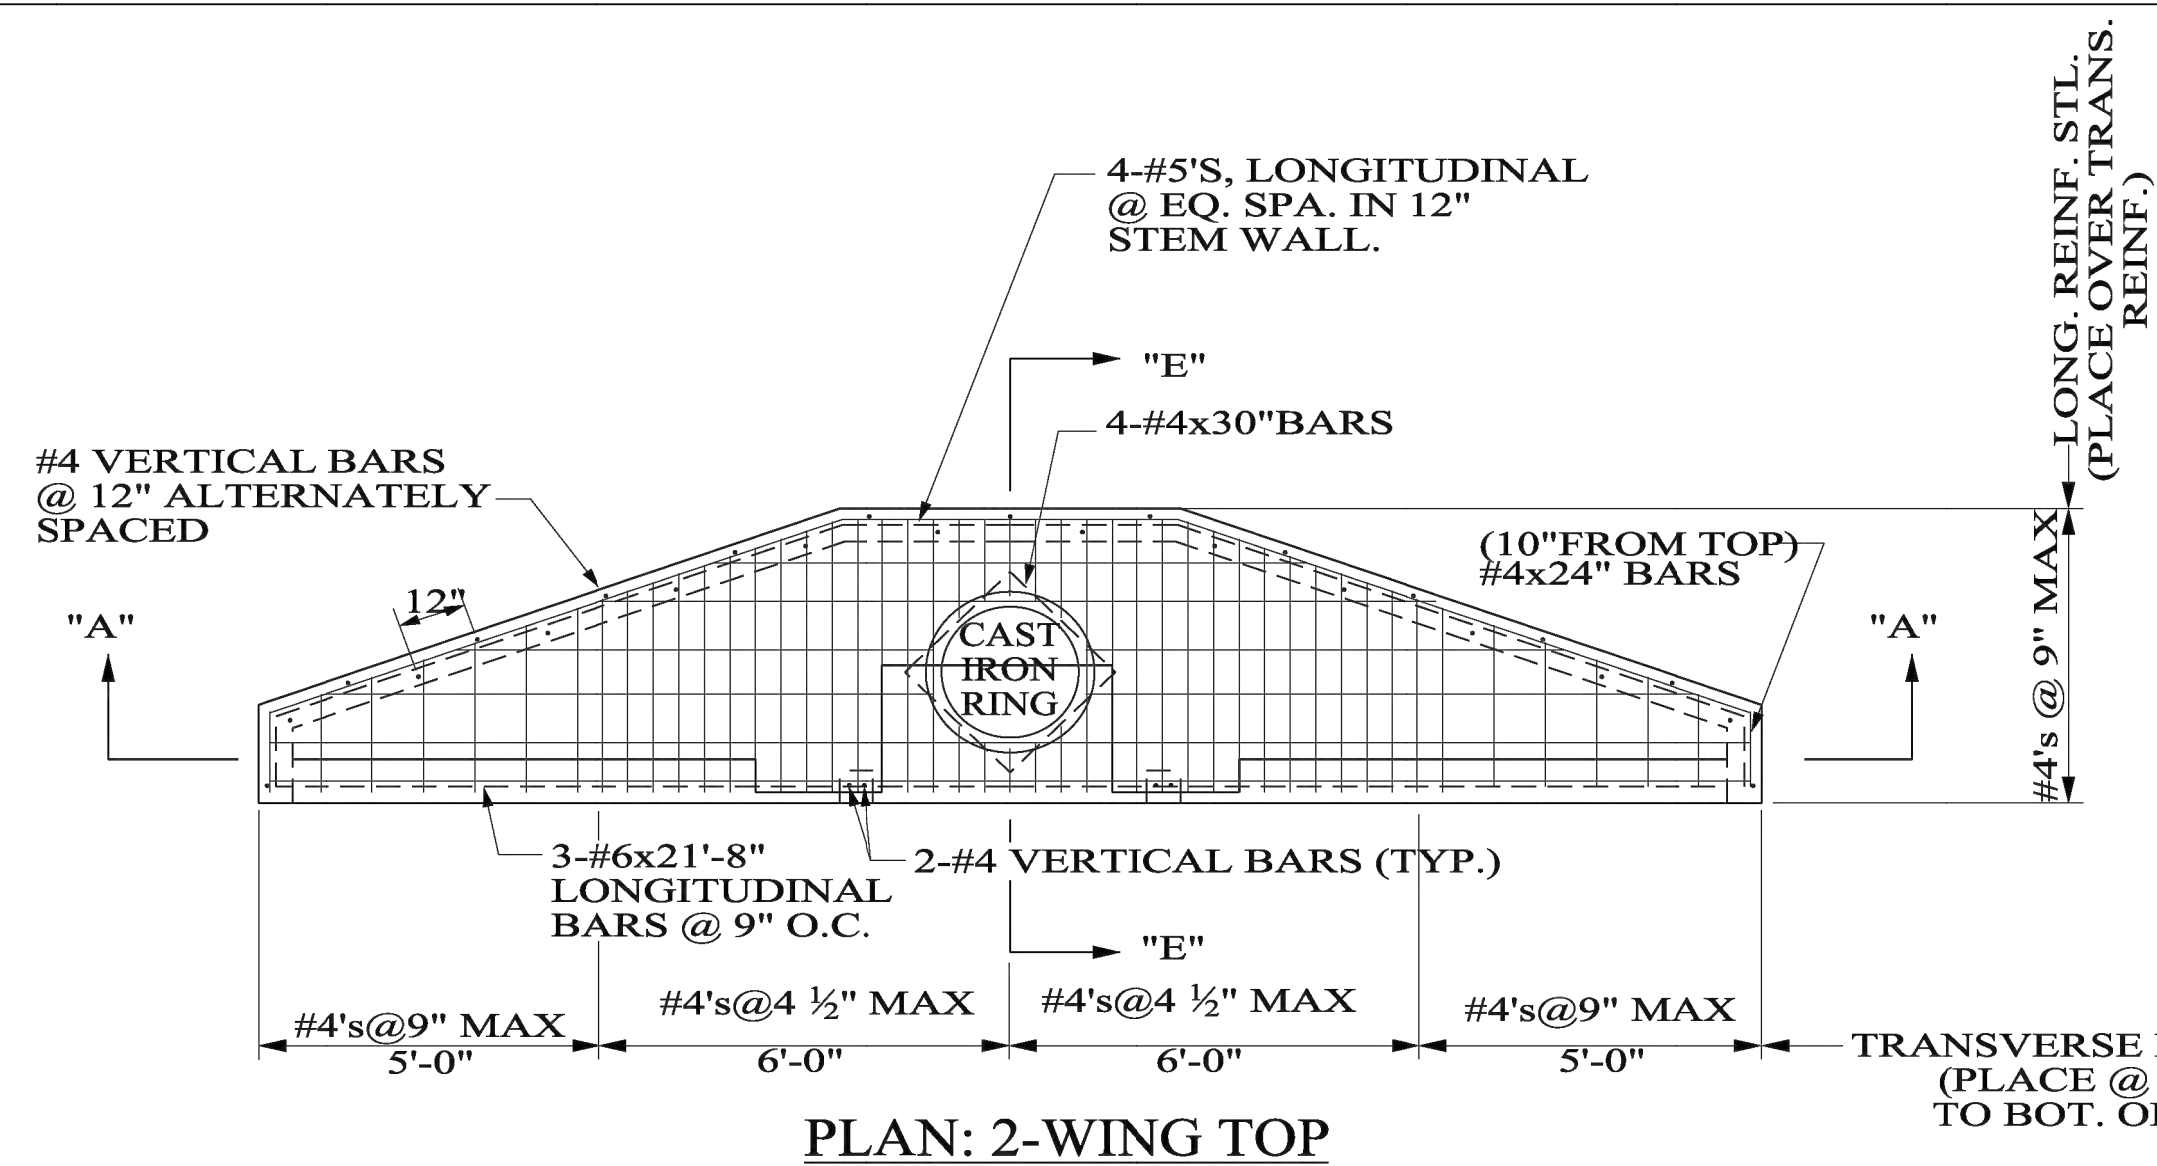 LONG. REINF. STL.
(PLACE OVER TRANS.
REINF.)
4-#5'S, LONGITUDINAL
@ EQ. SPA. IN 12"
STEM WALL.
"E"
4-#4x30"BARS
#4 VERTICAL BARS
@ 12" ALTERNATELY
SPACED
(10"FROM TOP)
#4x24" BARS
#4's @ 9" MAX
12"
"A"
"A"
CAST
IRON
RING
3-#6x21'-8"
LONGITUDINAL
BARS @ 9" O.C.
2-#4 VERTICAL BARS (TYP.)
"E"
#4's@9" MAX
#4's@4 ½" MAX
#4's@4 ½" MAX
#4's@9" MAX
5'-0"
6'-0"
6'-0"
5'-0"
TRANSVERSE
(PLACE @
TO BOT.
PLAN: 2-WING TOP